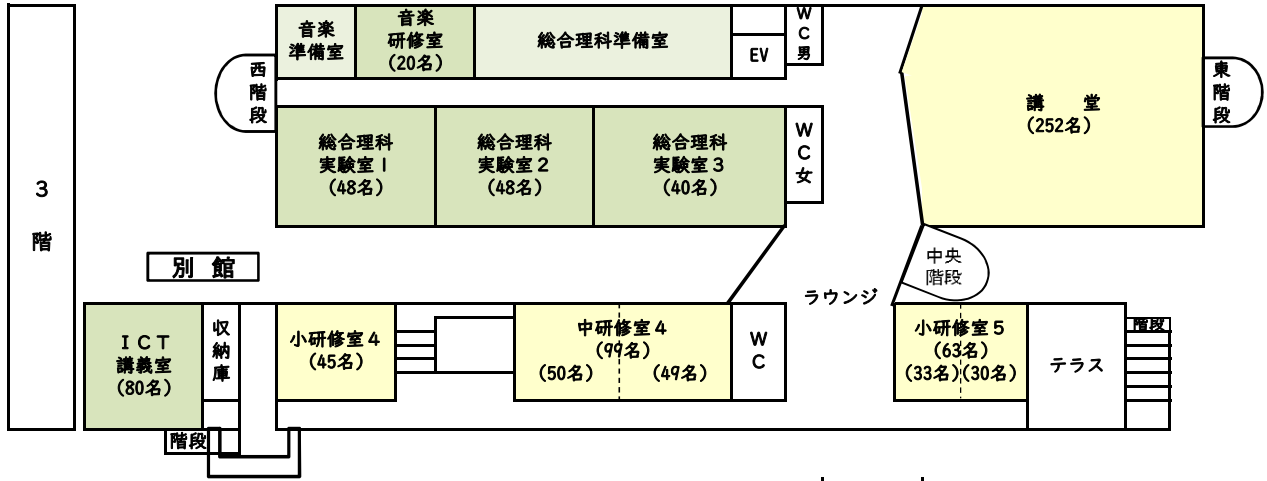 3
階
音楽
準備室
音楽
研修室
(20名)
総合理科準備室
EV
WC男
西階段
講　堂
(252名)
東階段
総合理科
実験室1
(48名)
総合理科
実験室2
(48名)
総合理科
実験室3
(40名)
WC女
別 館
中央
階段
ラウンジ
ICT
講義室
(80名)
収納庫
小研修室4
(45名)
中研修室4
(99名)
(50名) (49名)
WC
小研修室5
(63名)
(33名)(30名)
テラス
階段
階段